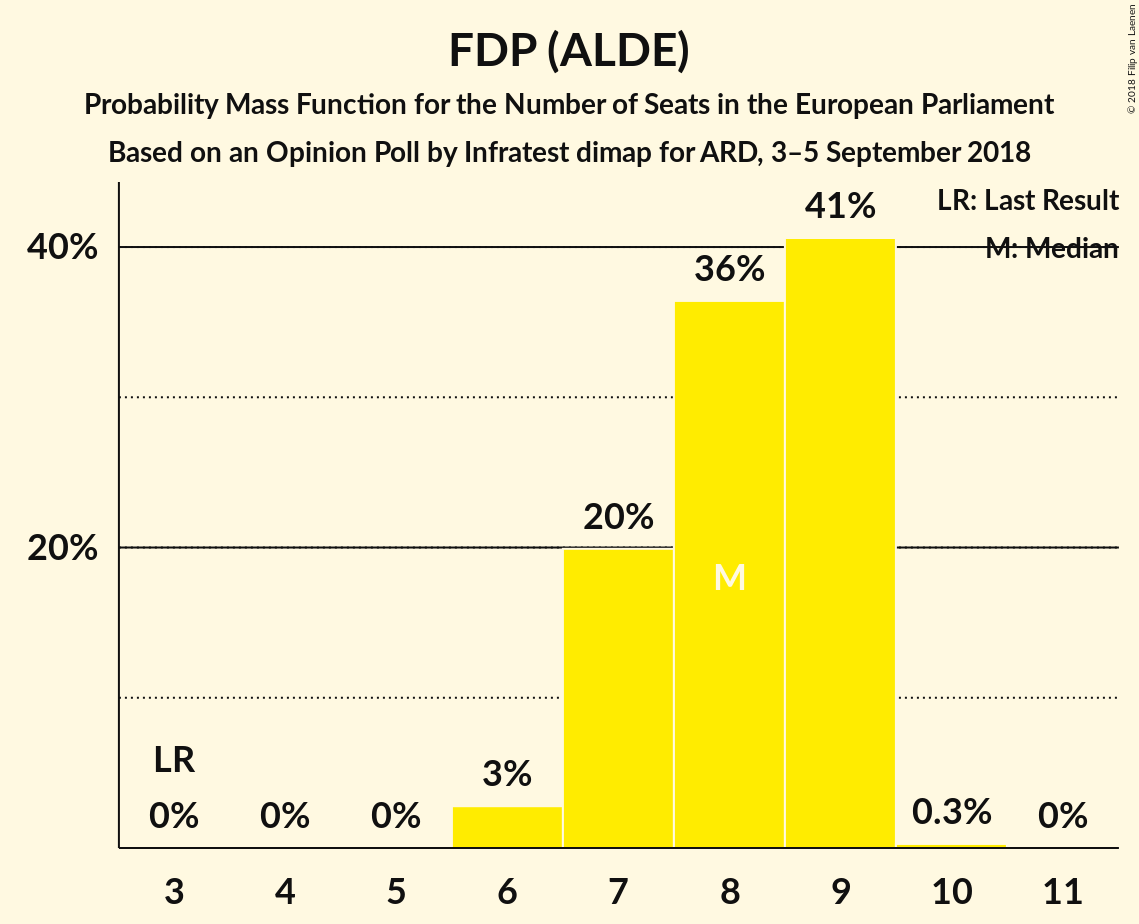 FDP (ALDE)
Probability Mass Function for the Number of Seats in the European Parliament
Based on an Opinion Poll by Infratest dimap for ARD, 3–5 September 2018
© 2018 Filip van Laenen
LR: Last Result
M: Median
40%
20%
41%
36%
20%
M
3%
LR
0%
0%
0%
0.3%
0%
3 4 5 6 7 8 9 10 11